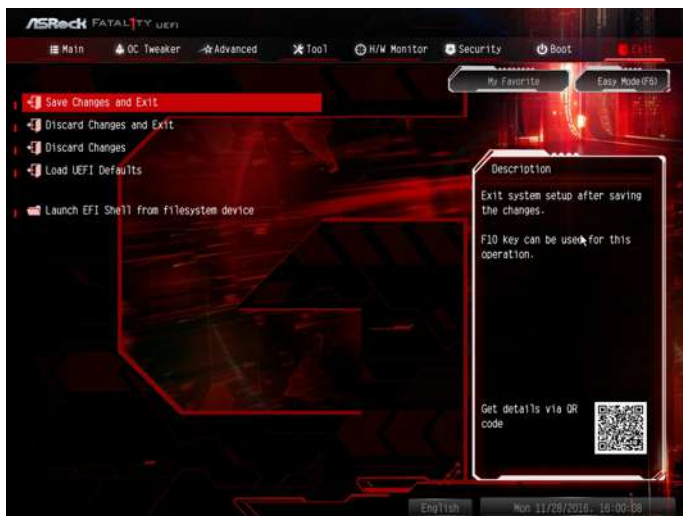 ASRock FATAL1TY UEFI
Main OC Tweaker Advanced Tool H/W Monitor Security Boot Exit
My Favorite Easy Mode(F6)
Save Changes and Exit
Discard Changes and Exit
Discard Changes
Load UEFI Defaults
Launch EFI Shell from filesystem device
Description
Exit system setup after saving
the changes.
F10 key can be used for this
operation.
Get details via QR
code
English Mon 11/28/2016. 16:00:08